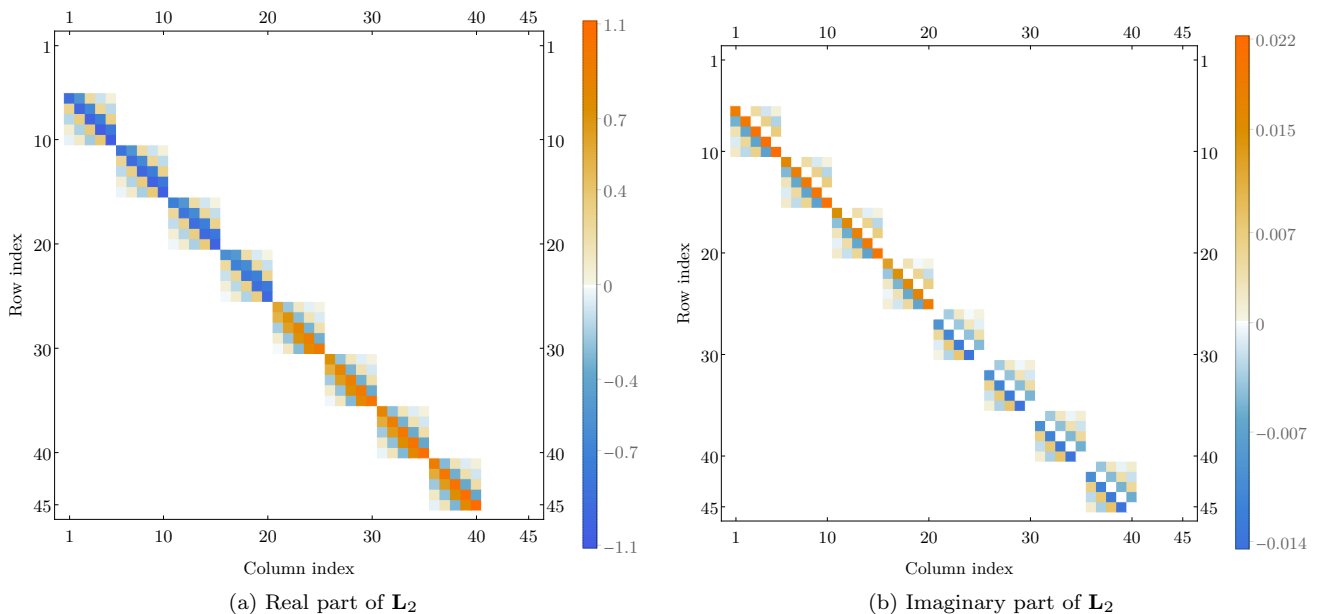 1 10 20 30 40 45
1 1
10 10
20 20
30 30
40 40
45 45
1 10 20 30 40 45
Row index
Column index
1.1
0.7
0.4
0
−0.4
−0.7
−1.1
(a) Real part of L₂
1 10 20 30 40 45
1 1
10 10
20 20
30 30
40 40
45 45
1 10 20 30 40 45
Row index
Column index
0.022
0.015
0.007
0
−0.007
−0.014
(b) Imaginary part of L₂